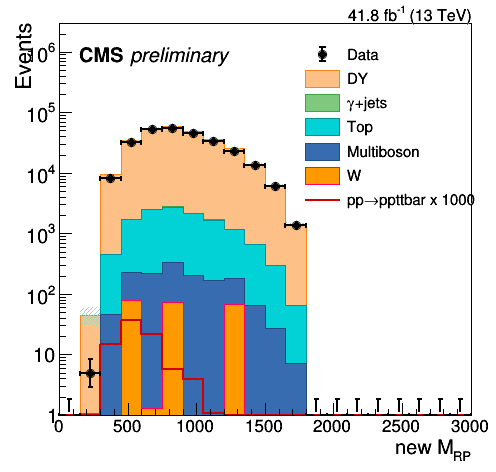 41.8 fb⁻¹ (13 TeV)
Events
CMS preliminary
Data
DY
γ+jets
Top
Multiboson
W
pp→ppttbar x 1000
10⁶
10⁵
10⁴
10³
10²
10
1
0 500 1000 1500 2000 2500 3000
new M_RP